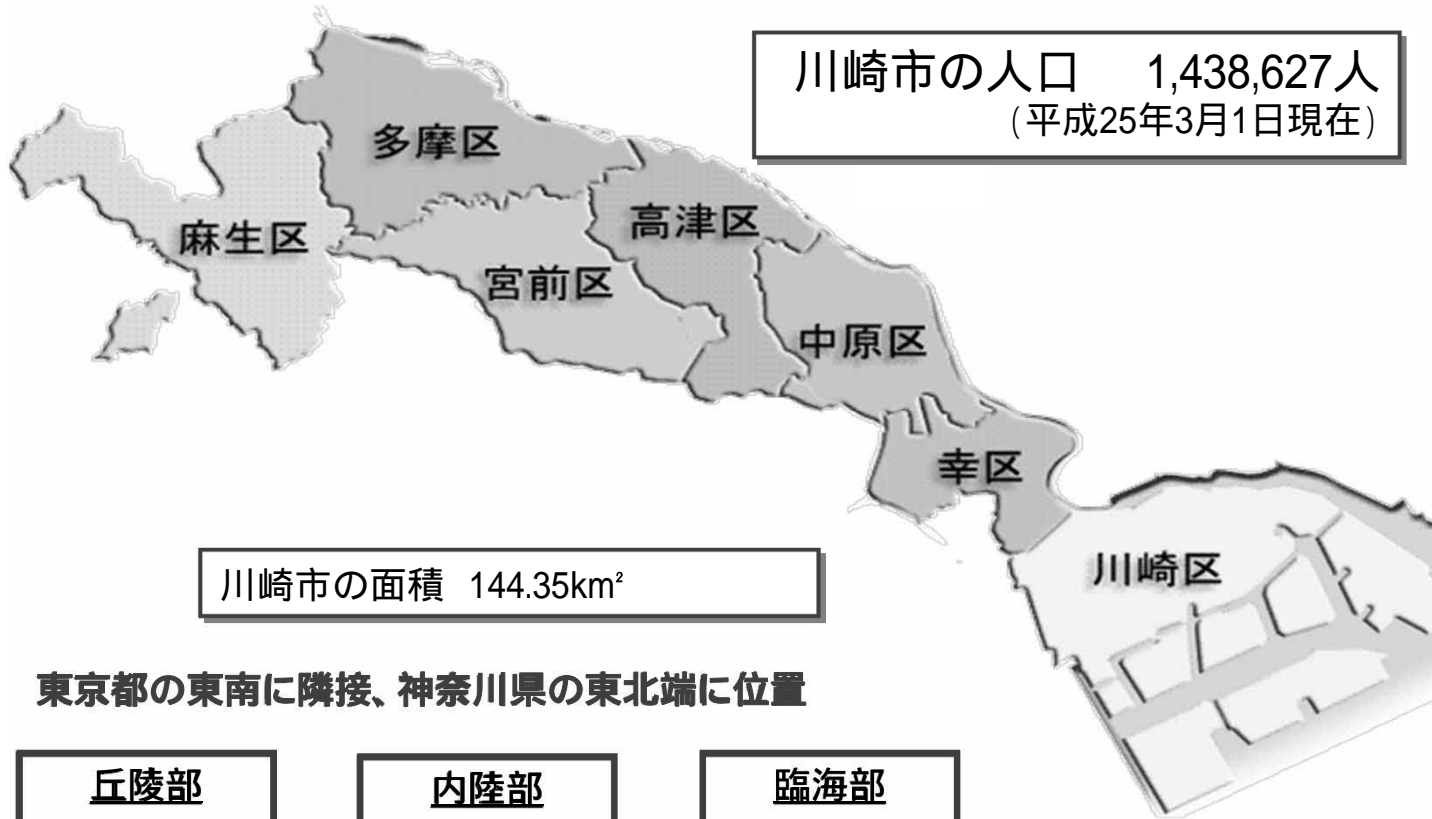 川崎市の人口 1,438,627人
(平成25年3月1日現在)
多摩区
高津区
麻生区
宮前区
中原区
幸区
川崎区
川崎市の面積 144.35km²
東京都の東南に隣接、神奈川県の東北端に位置
丘陵部 内陸部 臨海部